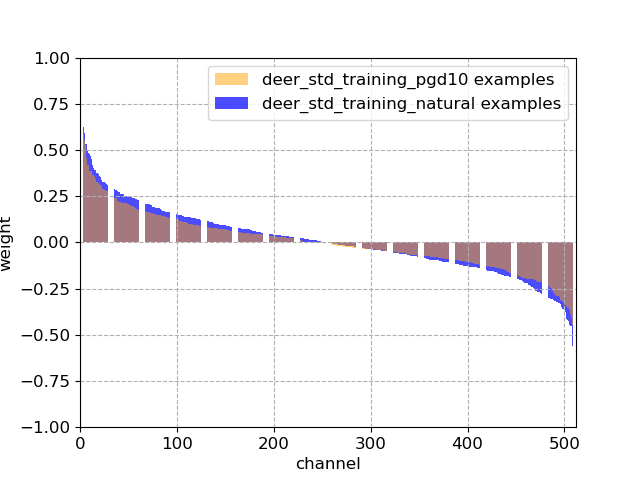 1.00
0.75
0.50
0.25
0.00
−0.25
−0.50
−0.75
−1.00
weight
deer_std_training_pgd10 examples
deer_std_training_natural examples
0 100 200 300 400 500
channel